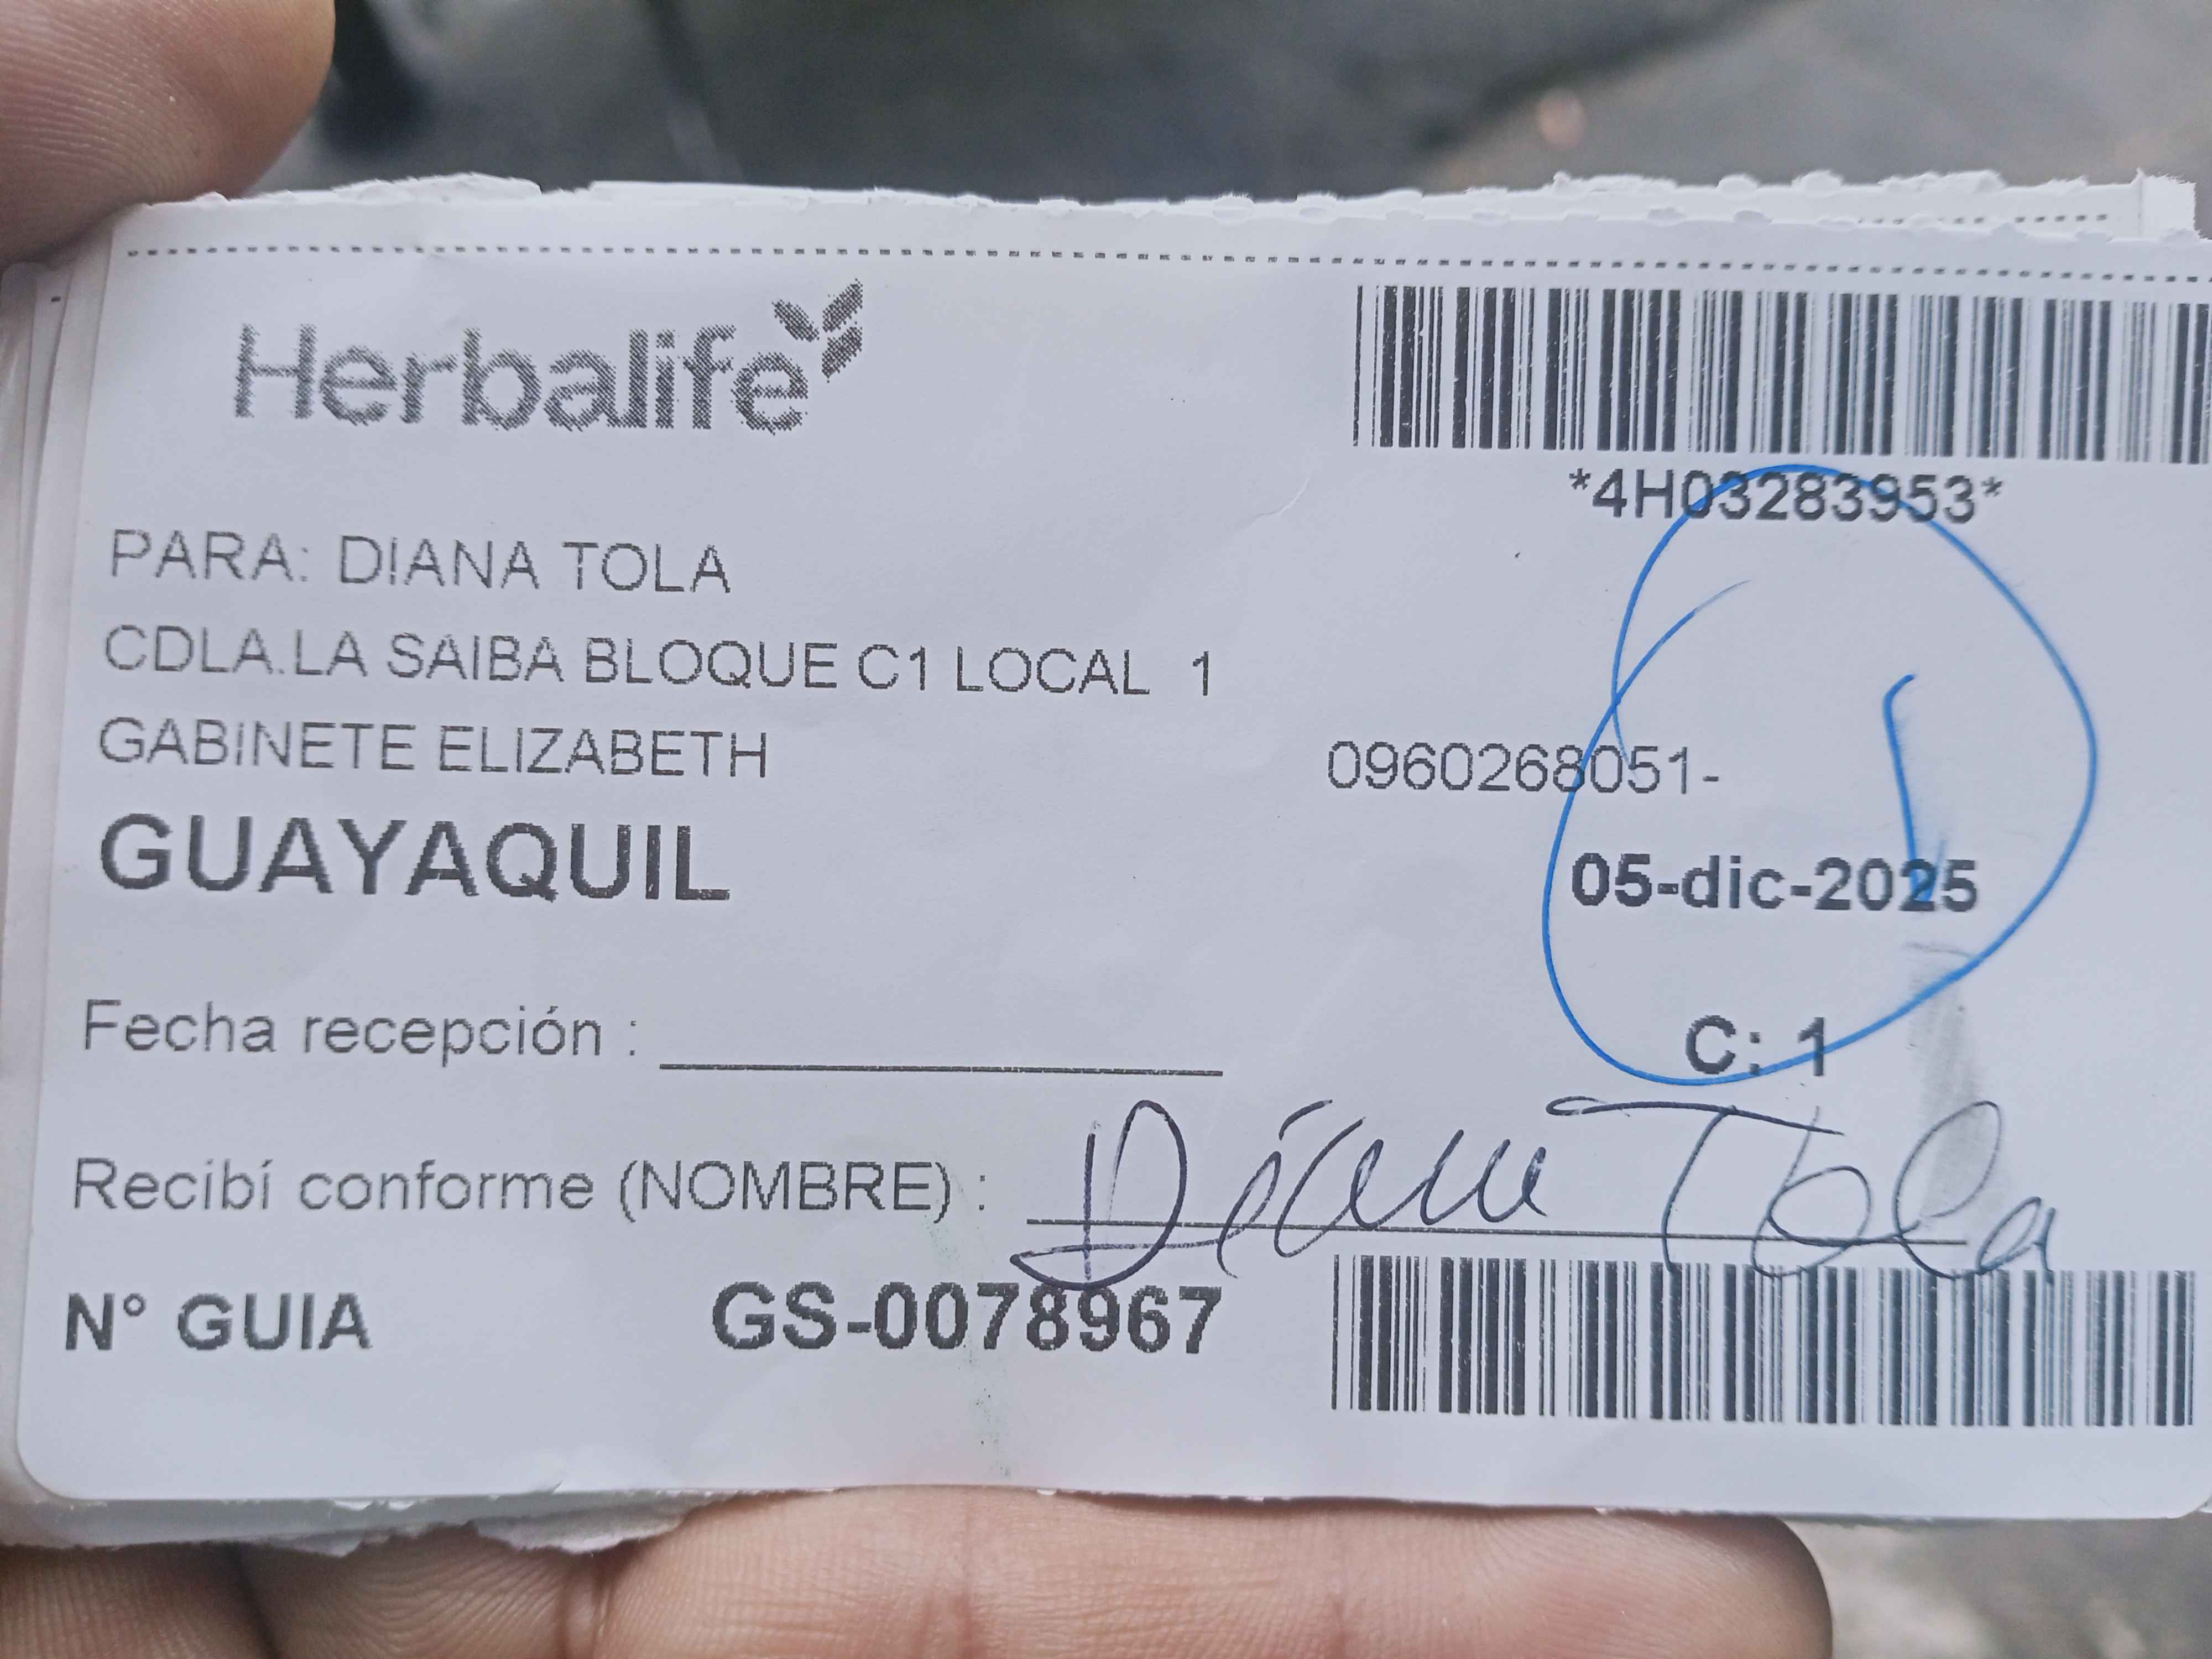 Herbalife
*4H03283953*
PARA: DIANA TOLA
CDLA.LA SAIBA BLOQUE C1 LOCAL 1
GABINETE ELIZABETH
0960268051-
GUAYAQUIL
05-dic-2025
Fecha recepción :
C: 1
Recibí conforme (NOMBRE) : Diana Tola
N° GUIA GS-0078967